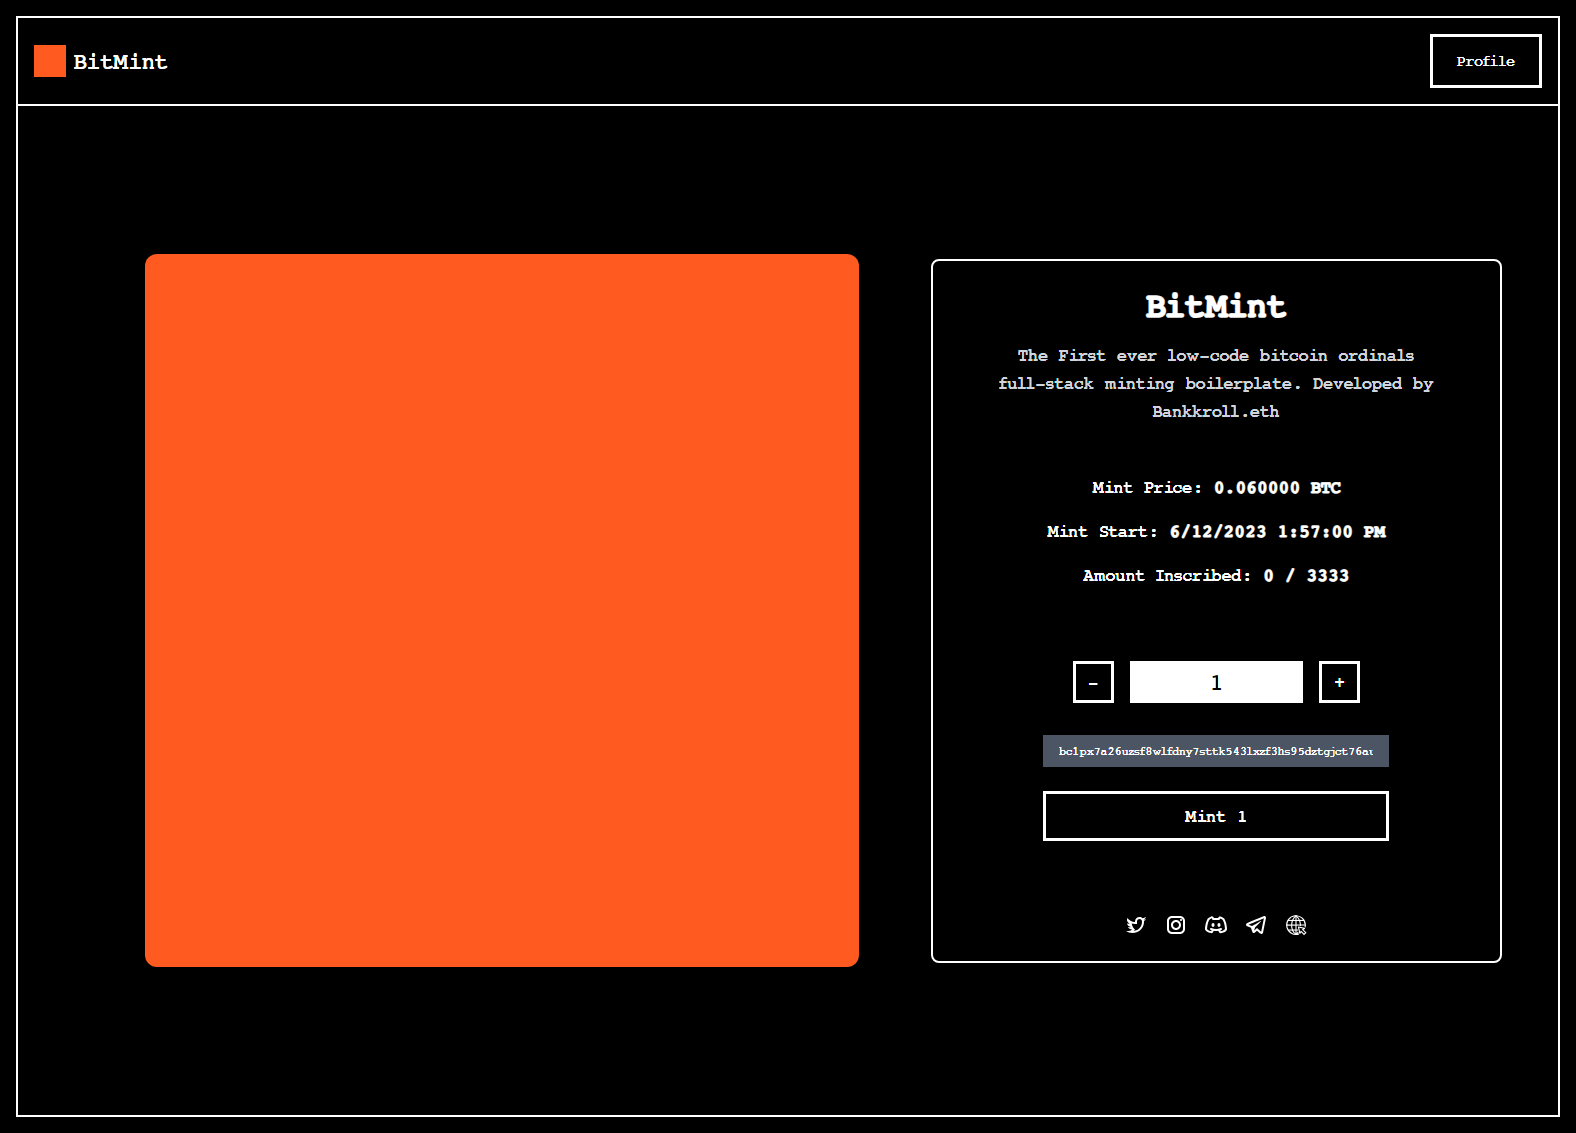 BitMint
Profile
BitMint
The First ever low-code bitcoin ordinals
full-stack minting boilerplate. Developed by
Bankkroll.eth
Mint Price: 0.060000 BTC
Mint Start: 6/12/2023 1:57:00 PM
Amount Inscribed: 0 / 3333
- 1 +
bc1px7a26uzsf8wlfdny7sttk543lxzf3hs95dztgjct76au
Mint 1